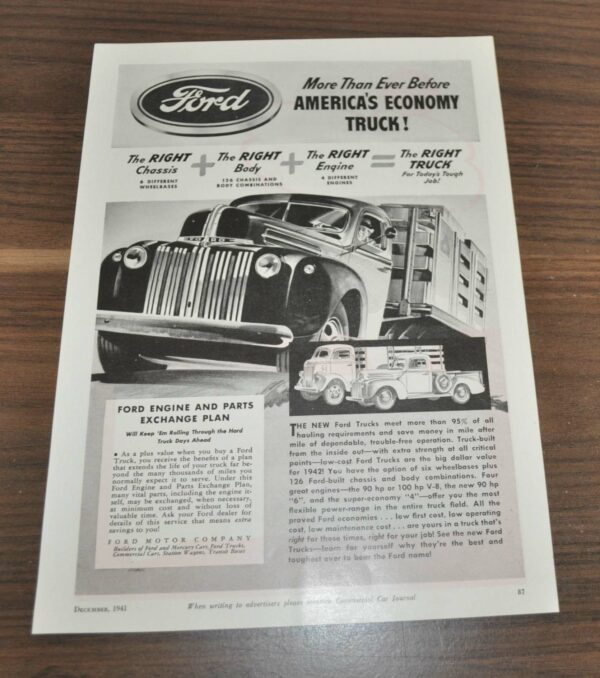 Ford
More Than Ever Before
AMERICA'S ECONOMY
TRUCK!
The RIGHT
Chassis
6 DIFFERENT
WHEELBASES
+
The RIGHT
Body
126 CHASSIS AND
BODY COMBINATIONS
+
The RIGHT
Engine
4 DIFFERENT
ENGINES
=
The RIGHT
TRUCK
For Today's Tough
Job!
FORD
FORD ENGINE AND PARTS
EXCHANGE PLAN
Will Keep 'Em Rolling Through the Hard
Truck Days Ahead
• As a plus value when you buy a Ford
Truck, you receive the benefits of a plan
that extends the life of your truck far be-
yond the many thousands of miles you
normally expect it to serve. Under this
Ford Engine and Parts Exchange Plan,
many vital parts, including the engine it-
self, may be exchanged, when necessary,
at minimum cost and without loss of
valuable time. Ask your Ford dealer for
details of this service that means extra
savings to you!
FORD MOTOR COMPANY
Builders of Ford and Mercury Cars, Ford Trucks,
Commercial Cars, Station Wagons, Transit Buses
THE NEW Ford Trucks meet more than 95% of all
hauling requirements and save money in mile after
mile of dependable, trouble-free operation. Truck-built
from the inside out—with extra strength at all critical
points—low-cost Ford Trucks are the big dollar value
for 1942! You have the option of six wheelbases plus
126 Ford-built chassis and body combinations. Four
great engines—the 90 hp or 100 hp V-8, the new 90 hp
"6", and the super-economy "4"—offer you the most
flexible power-range in the entire truck field. All the
proved Ford economies . . . low first cost, low operating
cost, low maintenance cost . . . are yours in a truck that's
right for these times, right for your job! See the new Ford
Trucks—learn for yourself why they're the best and
toughest ever to bear the Ford name!
DECEMBER, 1941
When writing to advertisers please mention Commercial Car Journal
87